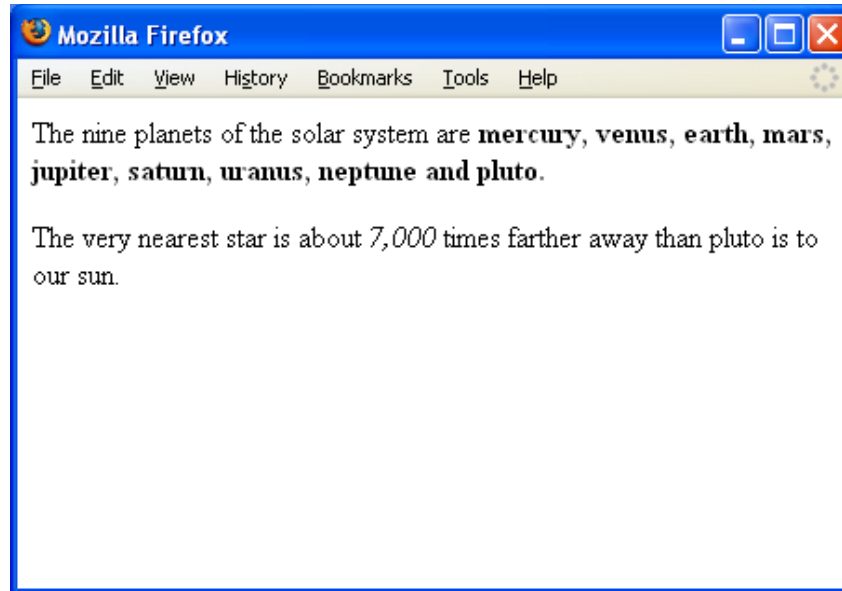 Mozilla Firefox
File Edit View History Bookmarks Tools Help
The nine planets of the solar system are mercury, venus, earth, mars,
jupiter, saturn, uranus, neptune and pluto.
The very nearest star is about 7,000 times farther away than pluto is to
our sun.